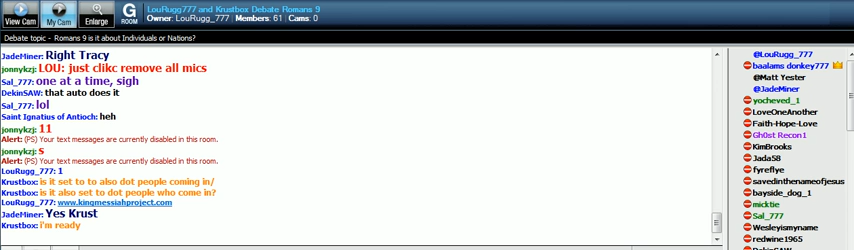 View Cam
My Cam
Enlarge
G
ROOM
LouRugg_777 and Krustbox Debate Romans 9
Owner: LouRugg_777 | Members: 61 | Cams: 0
Debate topic - Romans 9 is it about Individuals or Nations?
JadeMiner: Right Tracy
jonnykzj: LOU: just clikc remove all mics
Sal_777: one at a time, sigh
DekinSAW: that auto does it
Sal_777: lol
Saint Ignatius of Antioch: heh
jonnykzj: 11
Alert: (PS) Your text messages are currently disabled in this room.
jonnykzj: s
Alert: (PS) Your text messages are currently disabled in this room.
LouRugg_777: 1
Krustbox: is it set to to also dot people coming in/
Krustbox: is it also set to dot people who come in?
LouRugg_777: www.kingmessiahproject.com
JadeMiner: Yes Krust
Krustbox: i'm ready
@LouRugg_777
baalams donkey777
@Matt Yester
@JadeMiner
yocheved_1
LoveOneAnother
Faith-Hope-Love
Gh0st Recon1
KimBrooks
Jada58
fyreflye
savedinthenameofjesus
bayside_dog_1
micktie
Sal_777
Wesleyismyname
redwine1965
DekinSAW